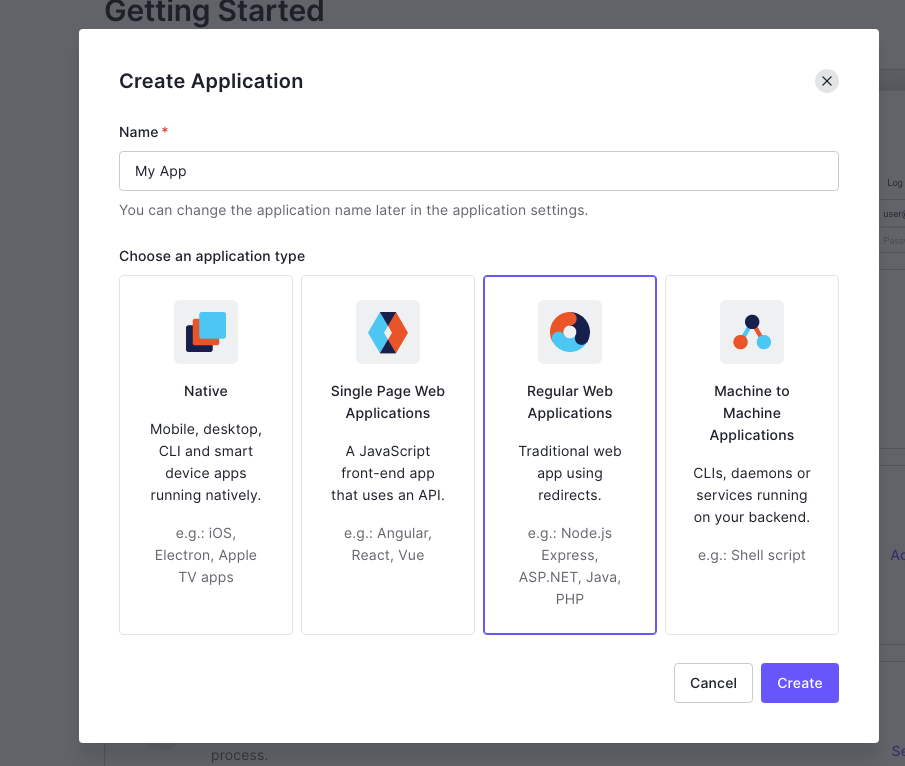 Getting Started
Create Application
Name *
My App
You can change the application name later in the application settings.
Choose an application type
Native
Mobile, desktop,
CLI and smart
device apps
running natively.
e.g.: iOS,
Electron, Apple
TV apps
Single Page Web
Applications
A JavaScript
front-end app
that uses an API.
e.g.: Angular,
React, Vue
Regular Web
Applications
Traditional web
app using
redirects.
e.g.: Node.js
Express,
ASP.NET, Java,
PHP
Machine to
Machine
Applications
CLIs, daemons or
services running
on your backend.
e.g.: Shell script
Cancel
Create
Log
process.